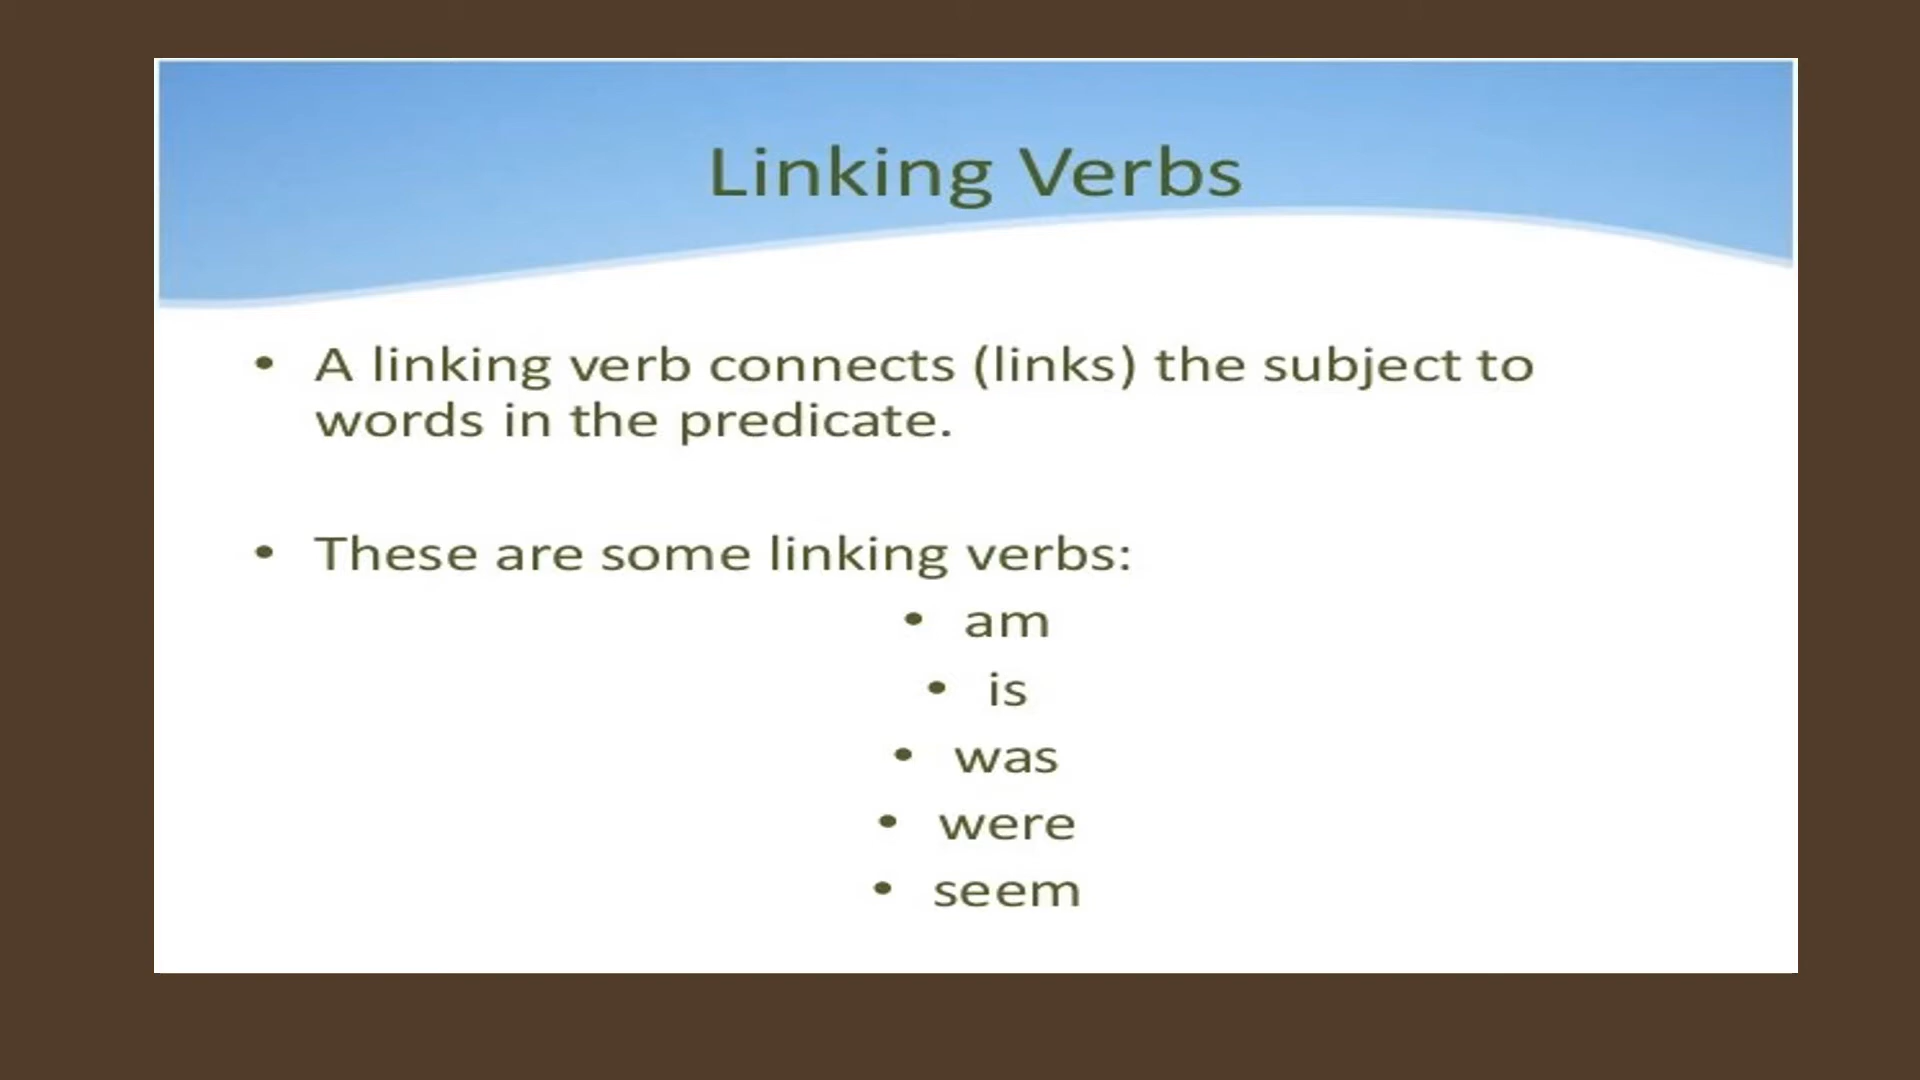 Linking Verbs
• A linking verb connects (links) the subject to
words in the predicate.
• These are some linking verbs:
• am
• is
• was
• were
• seem